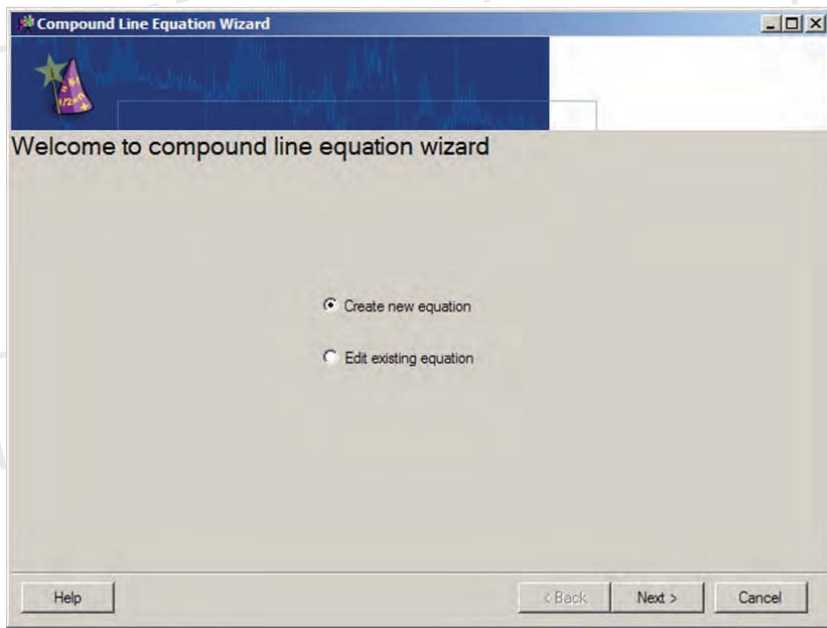 Compound Line Equation Wizard
Welcome to compound line equation wizard
Create new equation
Edit existing equation
Help
< Back
Next >
Cancel